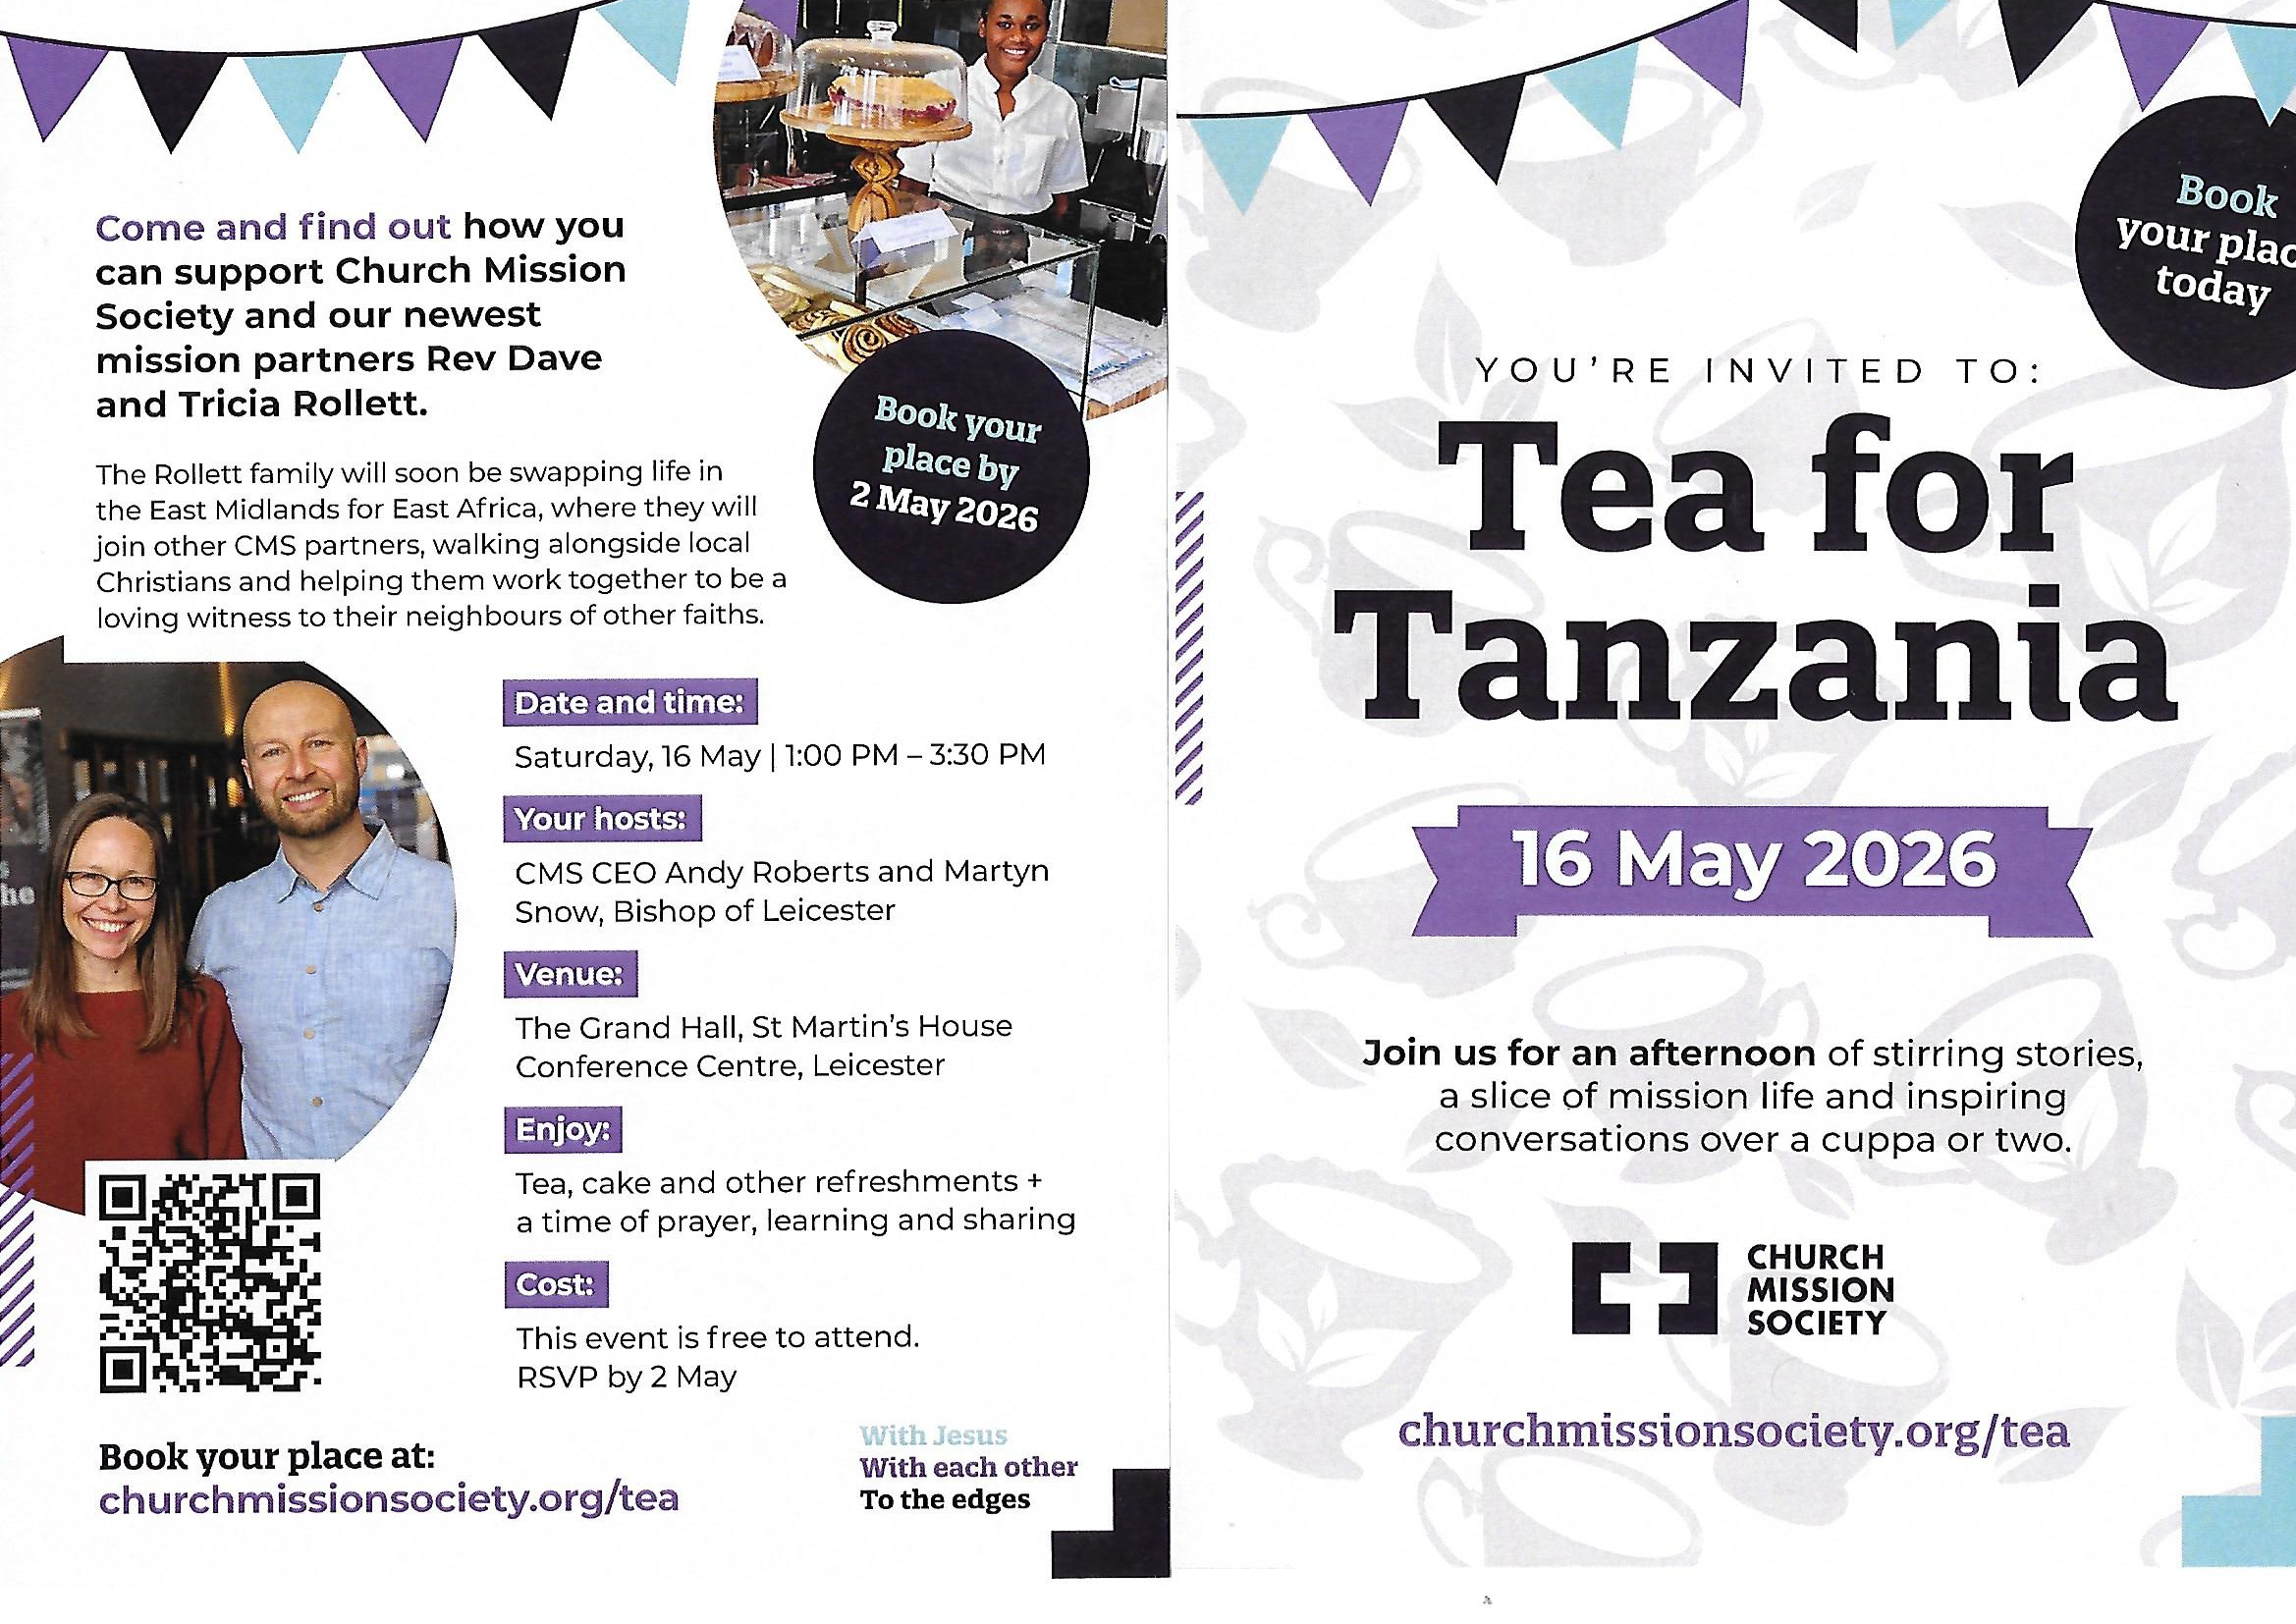 Come and find out how you
can support Church Mission
Society and our newest
mission partners Rev Dave
and Tricia Rollett.
The Rollett family will soon be swapping life in
the East Midlands for East Africa, where they will
join other CMS partners, walking alongside local
Christians and helping them work together to be a
loving witness to their neighbours of other faiths.
Book your
place by
2 May 2026
Date and time:
Saturday, 16 May | 1:00 PM – 3:30 PM
Your hosts:
CMS CEO Andy Roberts and Martyn
Snow, Bishop of Leicester
Venue:
The Grand Hall, St Martin's House
Conference Centre, Leicester
Enjoy:
Tea, cake and other refreshments +
a time of prayer, learning and sharing
Cost:
This event is free to attend.
RSVP by 2 May
Book your place at:
churchmissionsociety.org/tea
With Jesus
With each other
To the edges
Book
your plac
today
YOU'RE INVITED TO:
Tea for
Tanzania
16 May 2026
Join us for an afternoon of stirring stories,
a slice of mission life and inspiring
conversations over a cuppa or two.
CHURCH
MISSION
SOCIETY
churchmissionsociety.org/tea